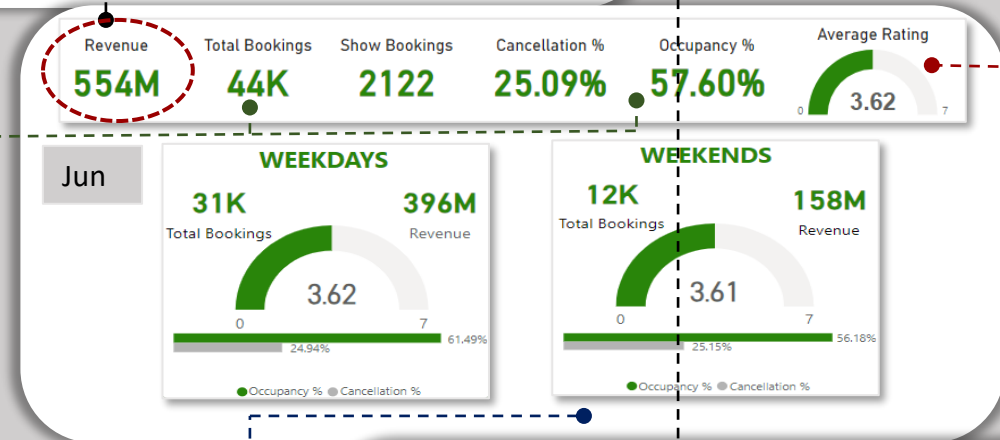 Revenue
554M
Total Bookings
44K
Show Bookings
2122
Cancellation %
25.09%
Occupancy %
57.60%
Average Rating
3.62
0
7
Jun
WEEKDAYS
31K
Total Bookings
396M
Revenue
3.62
0
7
61.49%
24.94%
Occupancy % Cancellation %
WEEKENDS
12K
Total Bookings
158M
Revenue
3.61
0
7
56.18%
25.15%
Occupancy % Cancellation %